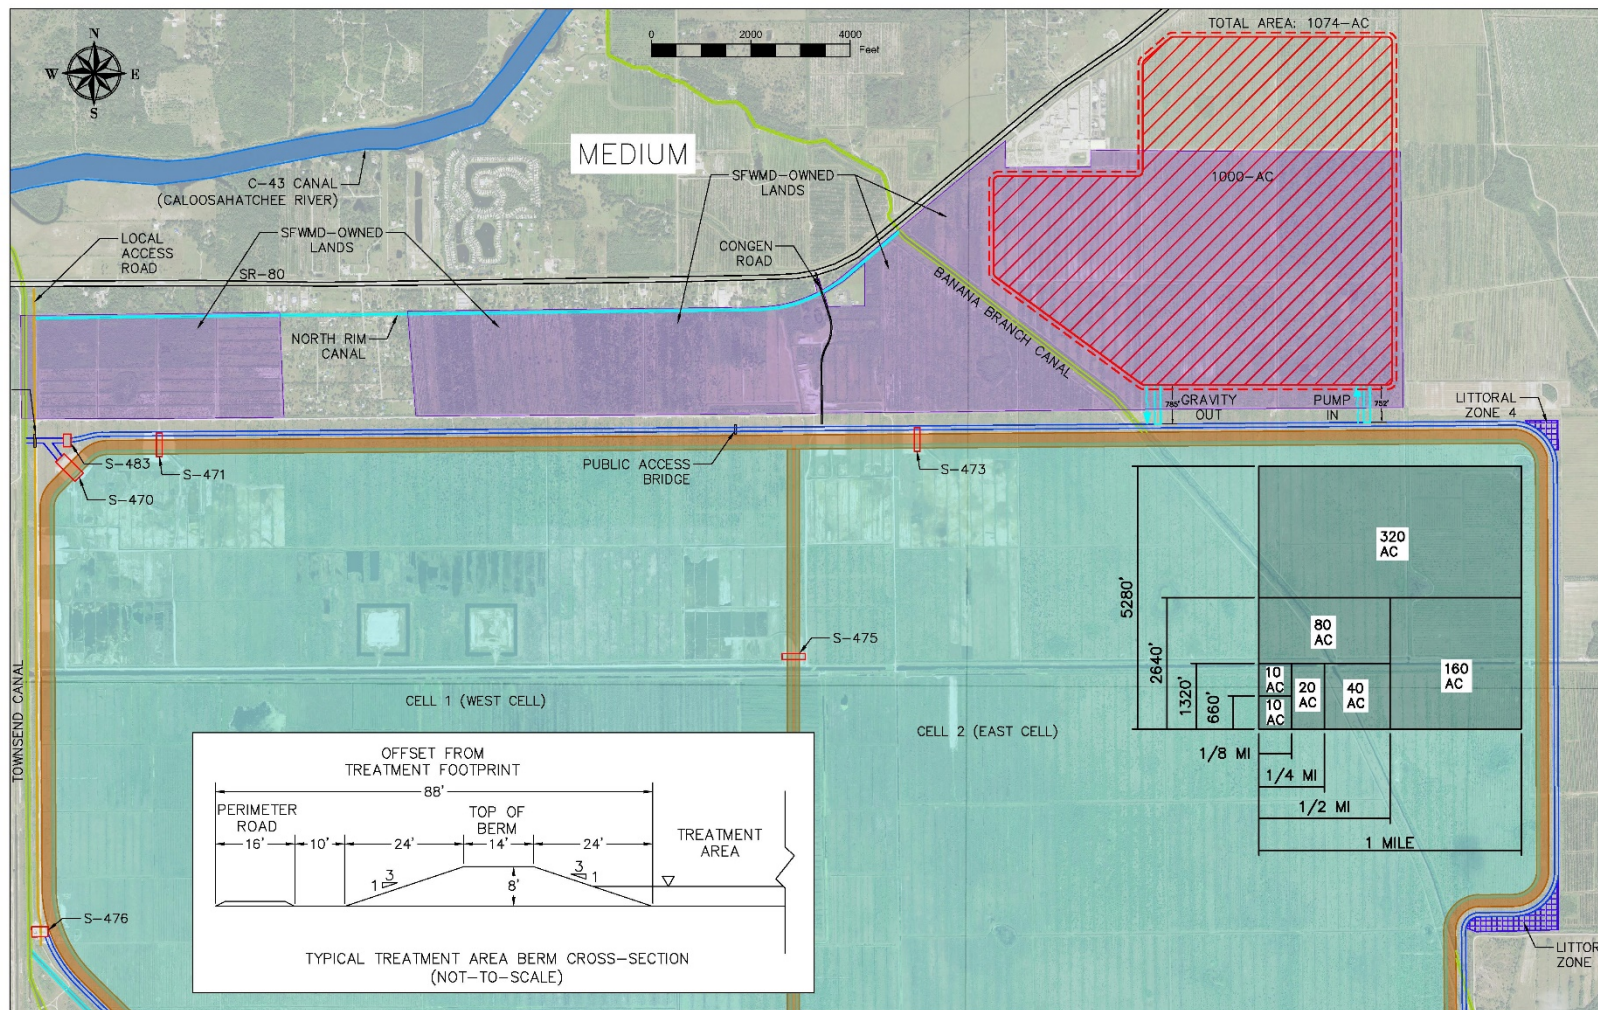 TOTAL AREA: 1074-AC
N
W
E
S
0
2000
4000
Feet
MEDIUM
C-43 CANAL
(CALOOSAHATCHEE RIVER)
SFWMD-OWNED
LANDS
1000-AC
LOCAL
ACCESS
ROAD
SFWMD-OWNED
LANDS
SR-80
CONGEN
ROAD
BANANA BRANCH CANAL
NORTH RIM
CANAL
785'
GRAVITY
OUT
PUMP
IN
752'
LITTORAL
ZONE 4
S-483
S-471
S-470
PUBLIC ACCESS
BRIDGE
S-473
320
AC
5280'
2640'
1320'
660'
80
AC
160
AC
10
AC
10
AC
20
AC
40
AC
1/8 MI
1/4 MI
1/2 MI
1 MILE
S-475
TOWNSEND CANAL
CELL 1 (WEST CELL)
CELL 2 (EAST CELL)
OFFSET FROM
TREATMENT FOOTPRINT
88'
PERIMETER
ROAD
TOP OF
BERM
TREATMENT
AREA
16'
10'
24'
14'
24'
3
1
3
1
8'
TYPICAL TREATMENT AREA BERM CROSS-SECTION
(NOT-TO-SCALE)
S-476
LITTOR
ZONE